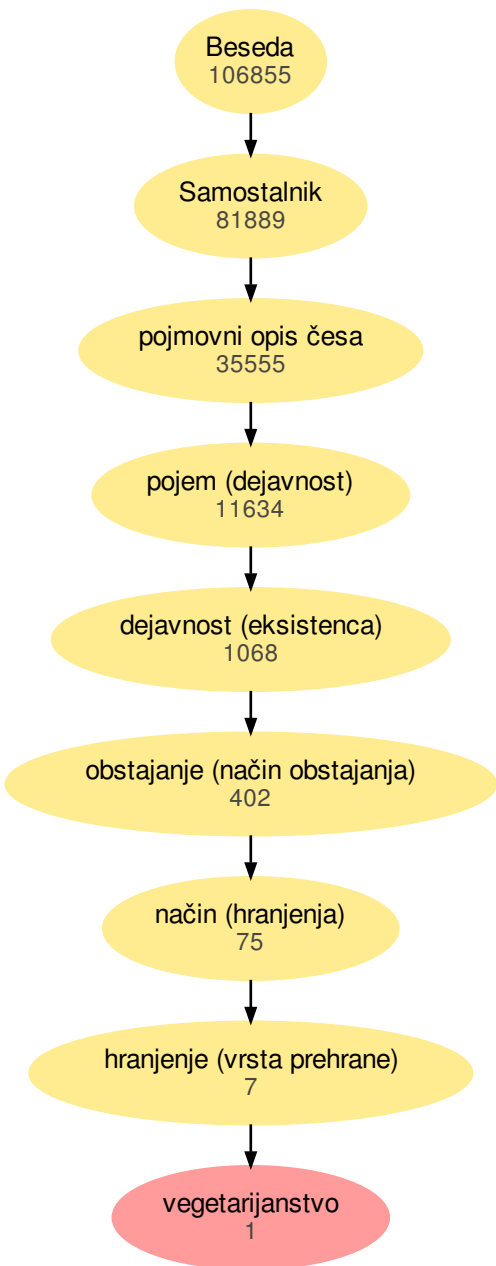 Beseda
106855
Samostalnik
81889
pojmovni opis česa
35555
pojem (dejavnost)
11634
dejavnost (eksistenca)
1068
obstajanje (način obstajanja)
402
način (hranjenja)
75
hranjenje (vrsta prehrane)
7
vegetarijanstvo
1